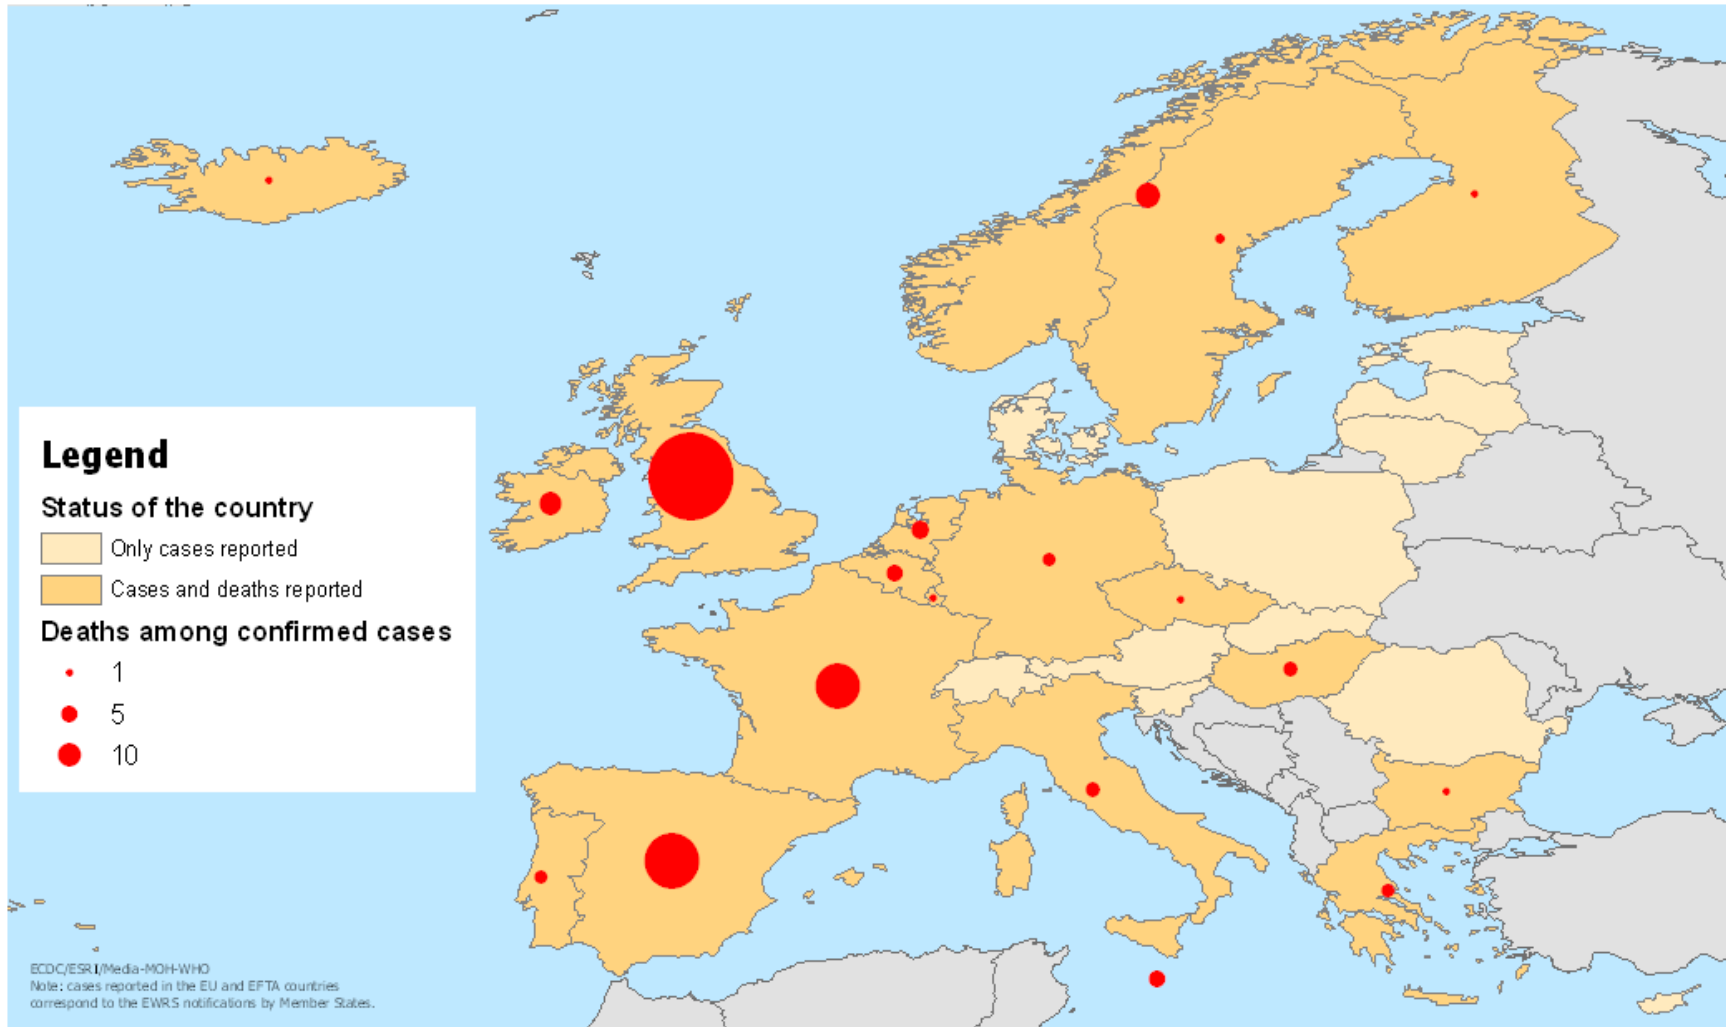 Legend
Status of the country
Only cases reported
Cases and deaths reported
Deaths among confirmed cases
1
5
10
ECDC/ESRI/Media-MOH-WHO
Note: cases reported in the EU and EFTA countries
correspond to the EWRS notifications by Member States.